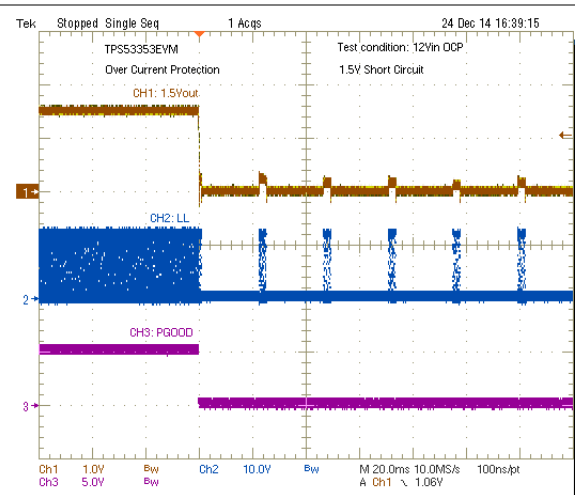 Tek Stopped Single Seq 1 Acqs 24 Dec 14 16:39:15
TPS53353EVM Test condition: 12Vin OCP
Over Current Protection 1.5V Short Circuit
CH1: 1.5Vout
1
CH2: LL
2
CH3: PGOOD
3
Ch1 1.0V Bw Ch2 10.0V Bw M 20.0ms 10.0MS/s 100ns/pt
Ch3 5.0V Bw A Ch1 \ 1.06V